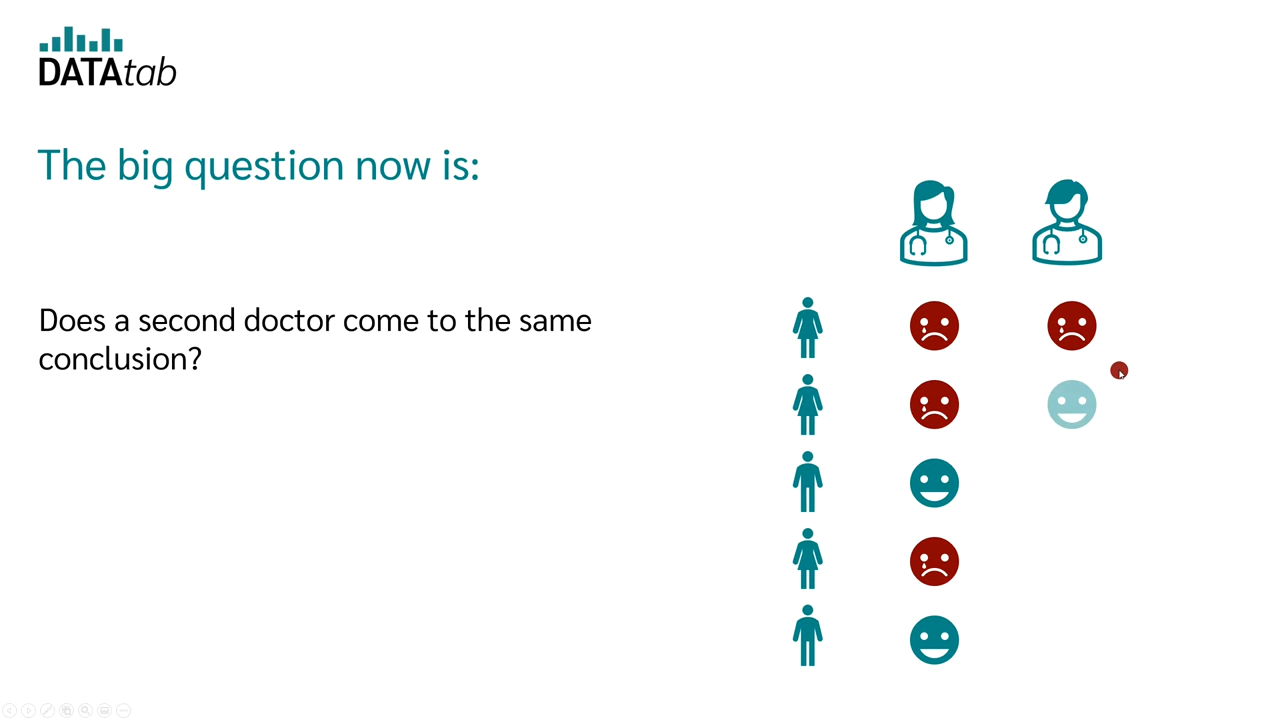 DATAtab
The big question now is:
Does a second doctor come to the same
conclusion?